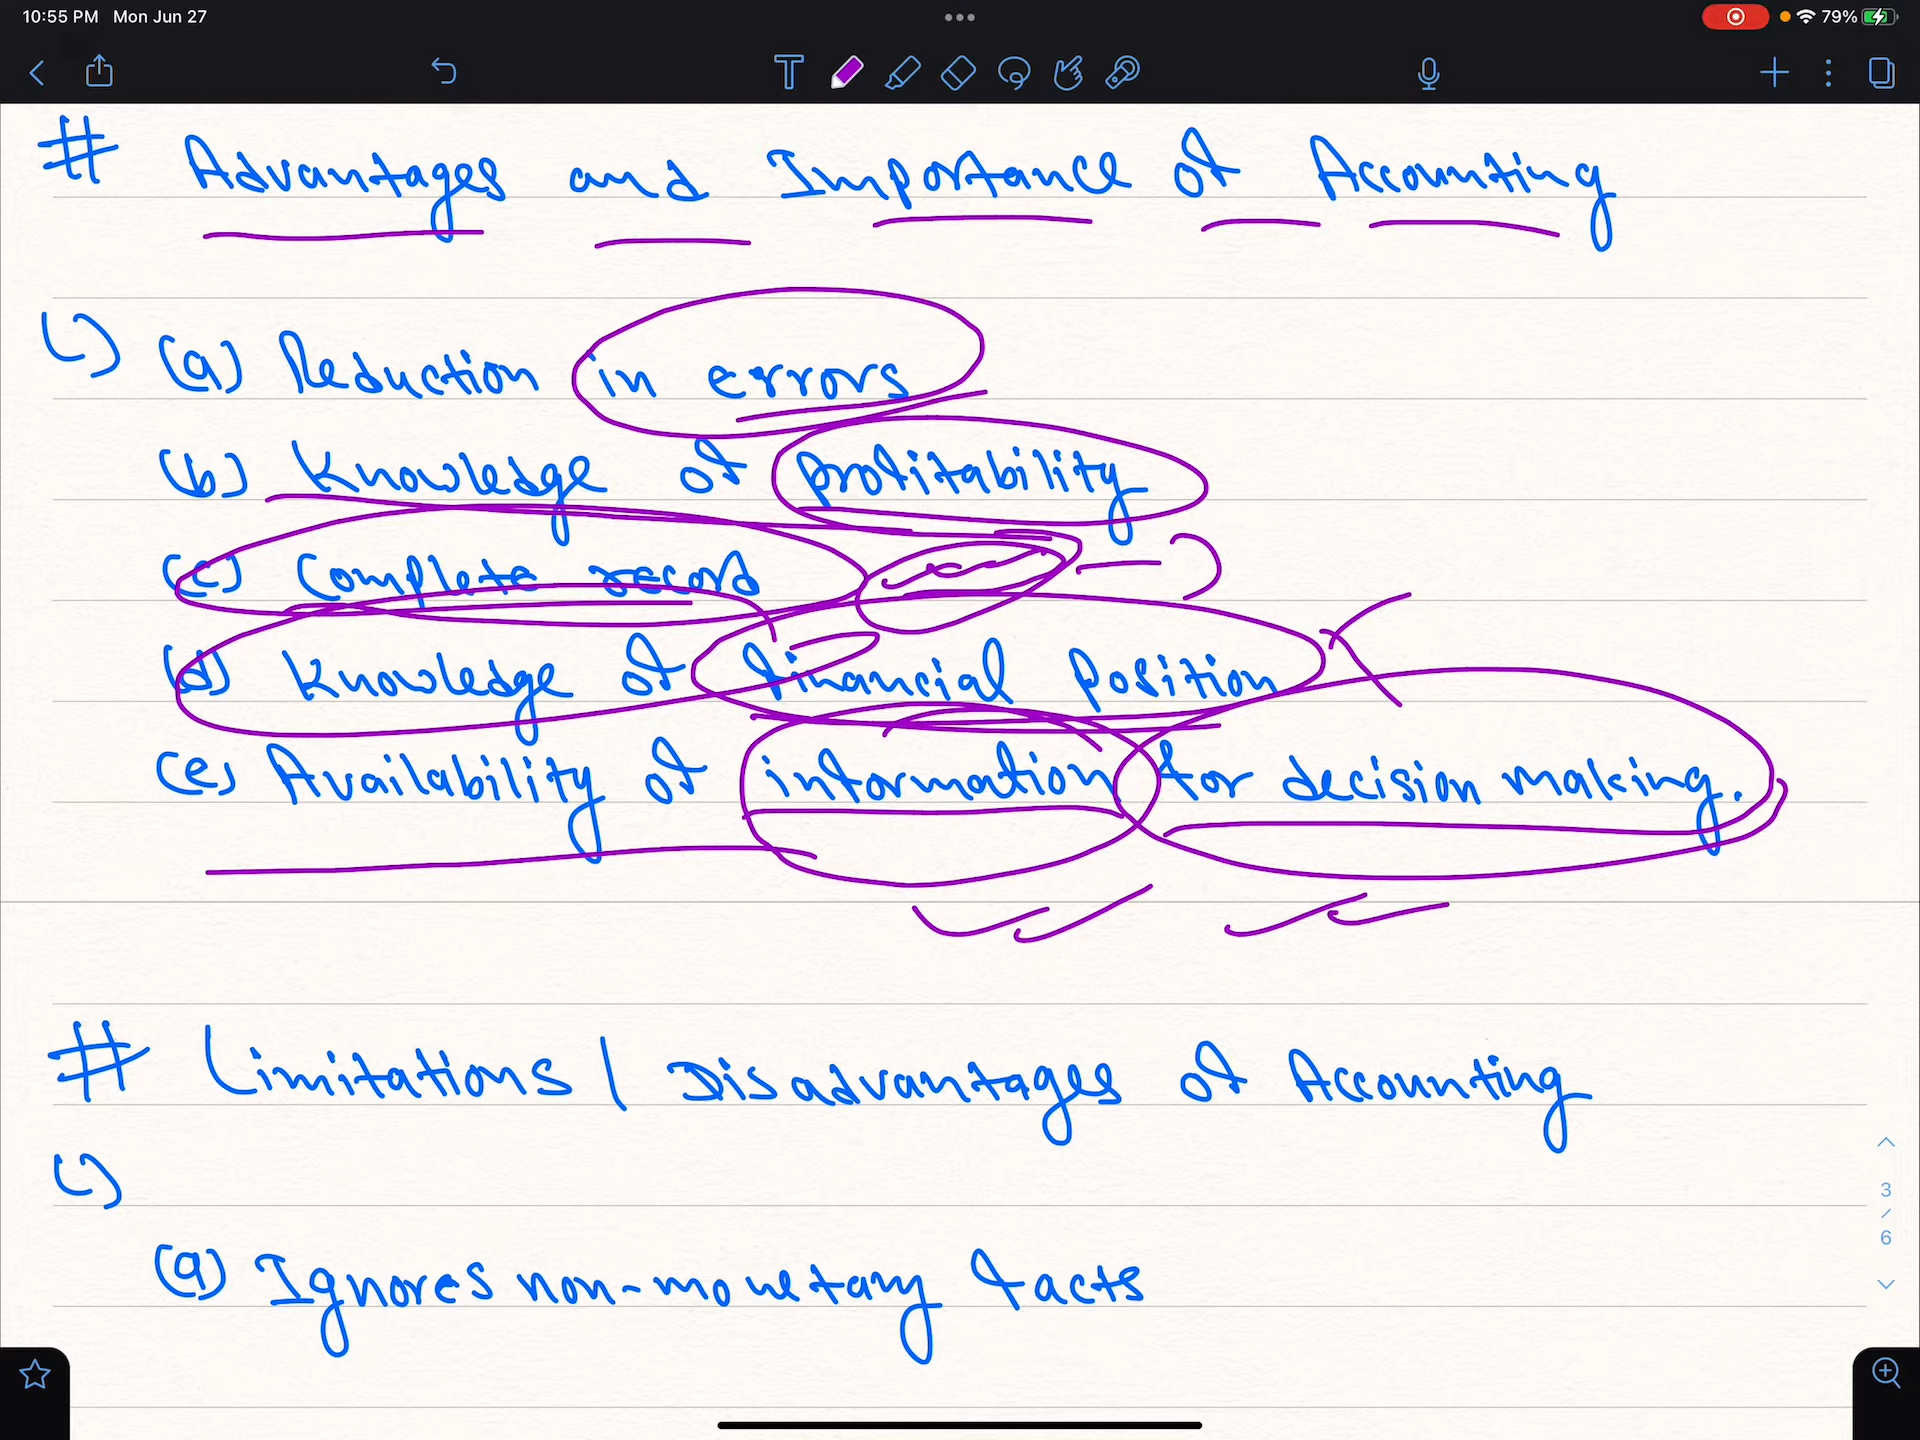 10:55 PM Mon Jun 27
79%
# Advantages and Importance of Accounting
(a) Reduction in errors
(b) Knowledge of profitability
(c) Complete record
(d) Knowledge of financial position
(e) Availability of information for decision making.
# Limitations / Disadvantages of Accounting
(a) Ignores non-monetary facts
3
/
6